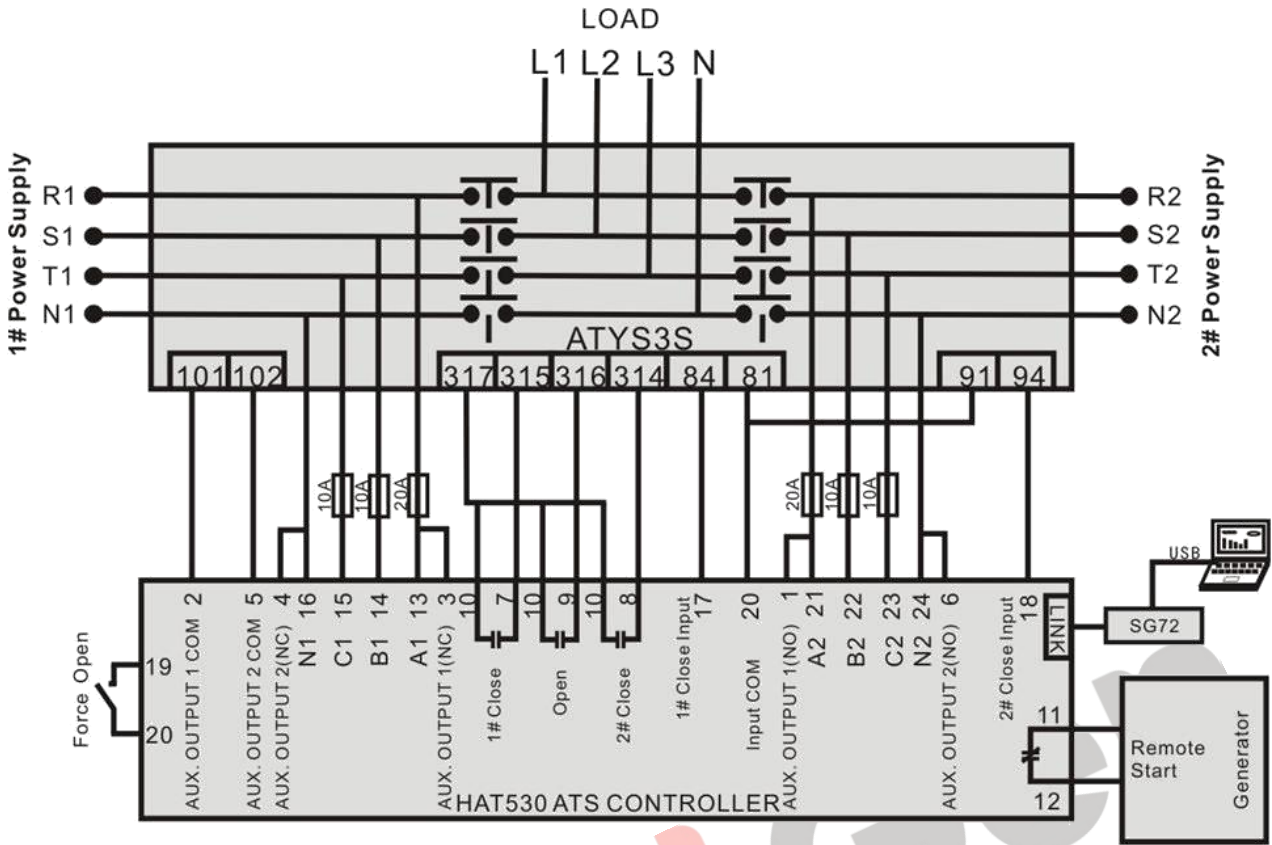 LOAD
L1 L2 L3 N
1# Power Supply
R1
S1
T1
N1
R2
S2
T2
N2
2# Power Supply
ATYS3S
101 102
317 315 316 314 84 81
91 94
10A
10A
20A
20A
10A
10A
USB
SG72
LINK
Force Open
19
20
2
AUX. OUTPUT 1 COM
5
AUX. OUTPUT 2 COM
4
AUX. OUTPUT 2(NC)
16
N1
15
C1
14
B1
13
A1
3
AUX. OUTPUT 1(NC)
10
7
1# Close
10
9
Open
10
8
2# Close
17
1# Close Input
20
Input COM
1
AUX. OUTPUT 1(NO)
21
A2
22
B2
23
C2
24
N2
6
AUX. OUTPUT 2(NO)
18
2# Close Input
11
12
HAT530 ATS CONTROLLER
Remote
Start
Generator